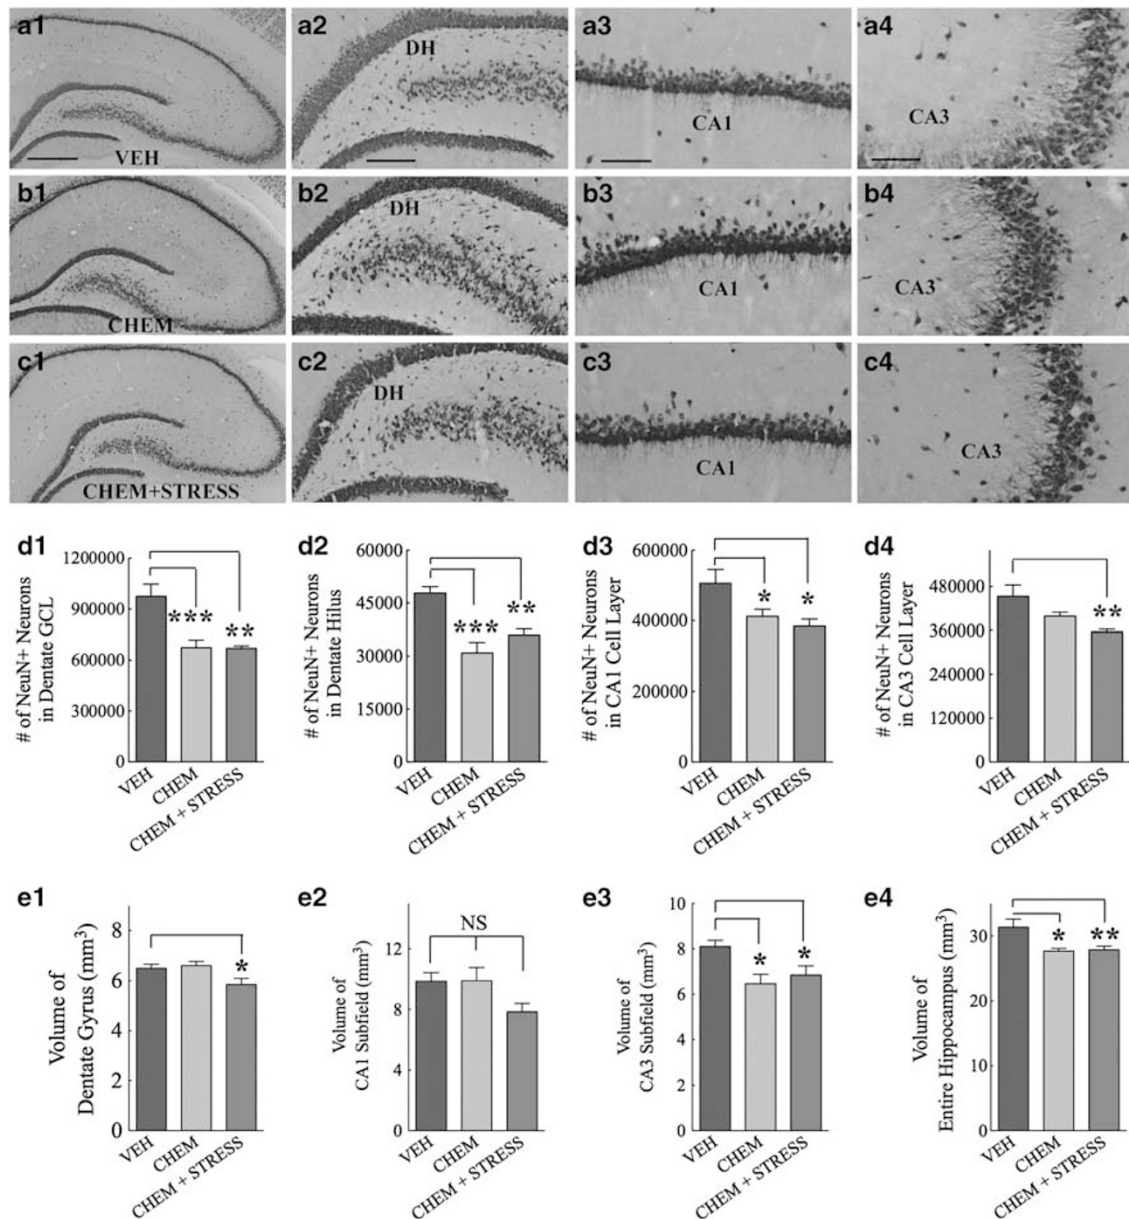 a1
VEH
a2
DH
a3
CA1
a4
CA3
b1
CHEM
b2
DH
b3
CA1
b4
CA3
c1
CHEM+STRESS
c2
DH
c3
CA1
c4
CA3
d1
# of NeuN+ Neurons
in Dentate GCL
1200000
900000
600000
300000
0
***
**
VEH
CHEM
CHEM + STRESS
d2
# of NeuN+ Neurons
in Dentate Hilus
60000
45000
30000
15000
0
***
**
VEH
CHEM
CHEM + STRESS
d3
# of NeuN+ Neurons
in CA1 Cell Layer
600000
400000
200000
0
*
*
VEH
CHEM
CHEM + STRESS
d4
# of NeuN+ Neurons
in CA3 Cell Layer
480000
360000
240000
120000
0
**
VEH
CHEM
CHEM + STRESS
e1
Volume of
Dentate Gyrus (mm³)
8
6
4
2
0
*
VEH
CHEM
CHEM + STRESS
e2
Volume of
CA1 Subfield (mm³)
12
8
4
0
NS
VEH
CHEM
CHEM + STRESS
e3
Volume of
CA3 Subfield (mm³)
10
8
6
4
2
0
*
*
VEH
CHEM
CHEM + STRESS
e4
Volume of
Entire Hippocampus (mm³)
30
20
10
0
*
**
VEH
CHEM
CHEM + STRESS